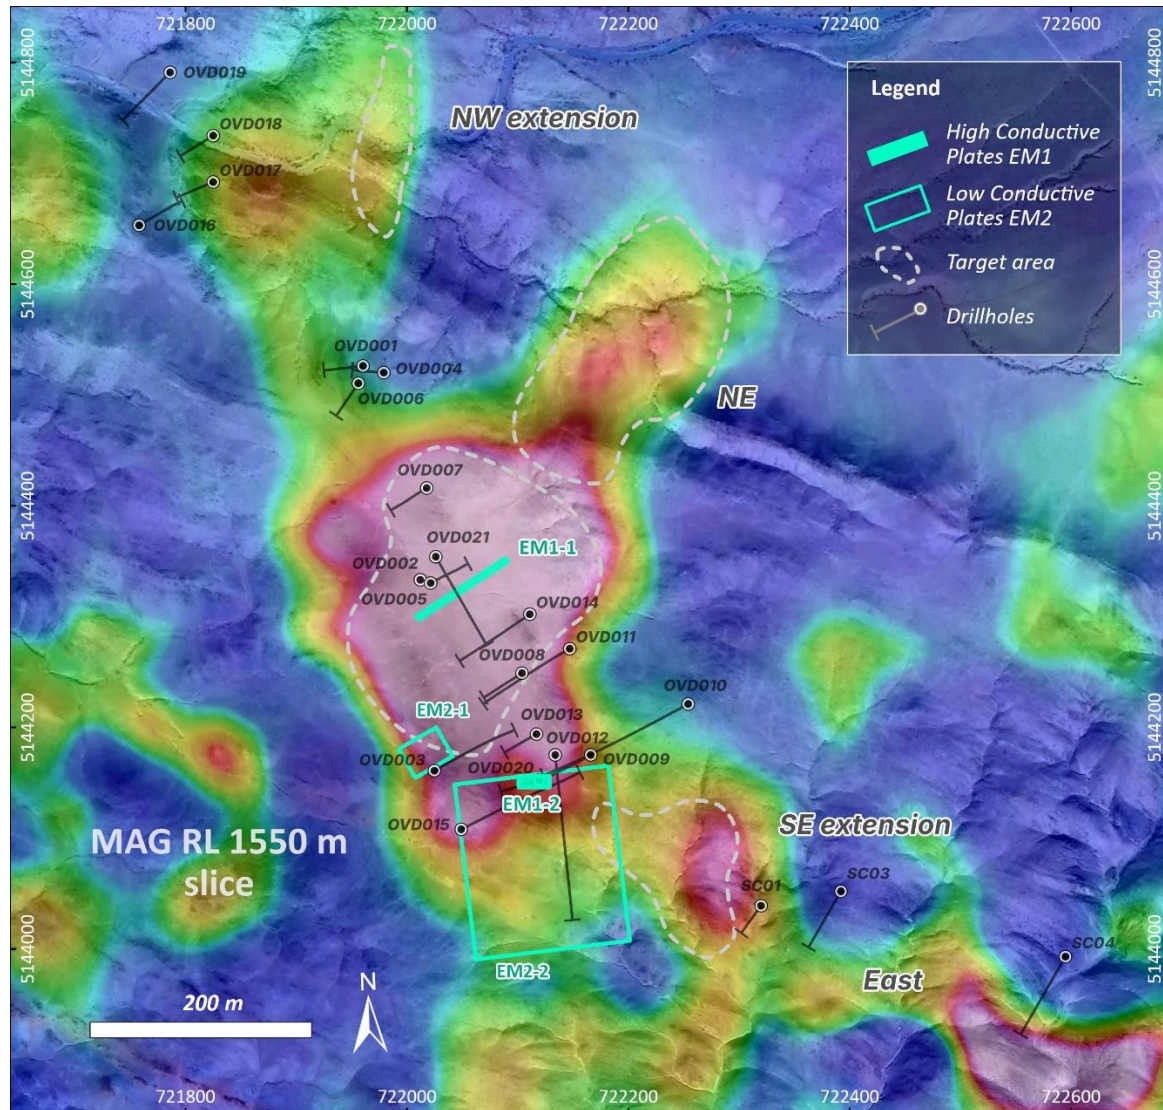 721800
722000
722200
722400
722600
5144800
5144800
OVD019
OVD018
NW extension
OVD017
OVD016
Legend
High Conductive
Plates EM1
Low Conductive
Plates EM2
Target area
Drillholes
5144600
5144600
OVD001
OVD004
OVD006
NE
5144400
5144400
OVD007
OVD021
EM1-1
OVD002
OVD005
OVD014
OVD011
OVD008
OVD010
5144200
5144200
EM2-1
OVD013
OVD012
OVD003
OVD020
OVD009
EM1-2
OVD015
SE extension
MAG RL 1550 m
slice
SC01
SC03
SC04
5144000
5144000
EM2-2
East
200 m
N
721800
722000
722200
722400
722600